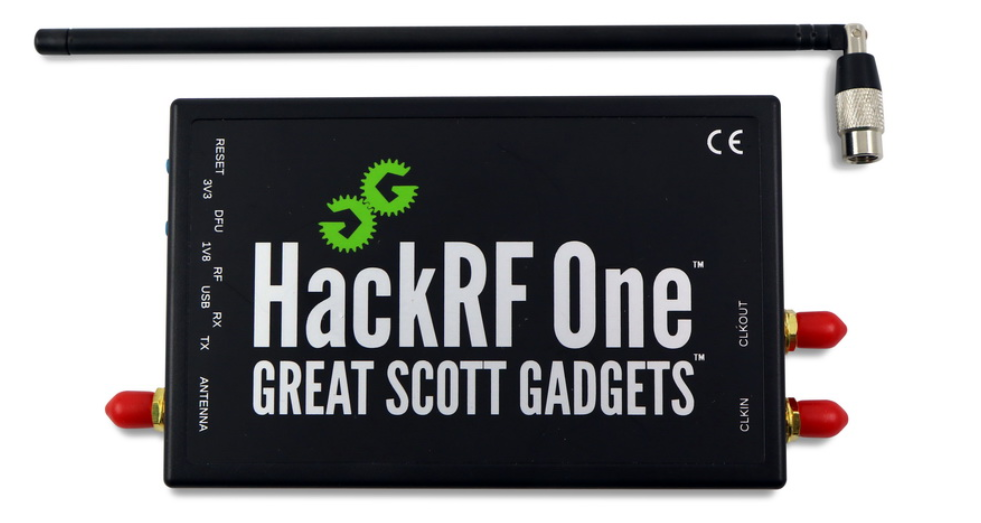 CE
RESET
3V3
DFU
1V8
RF
USB
RX
TX
ANTENNA
HackRF One™
GREAT SCOTT GADGETS™
CLKOUT
CLKIN